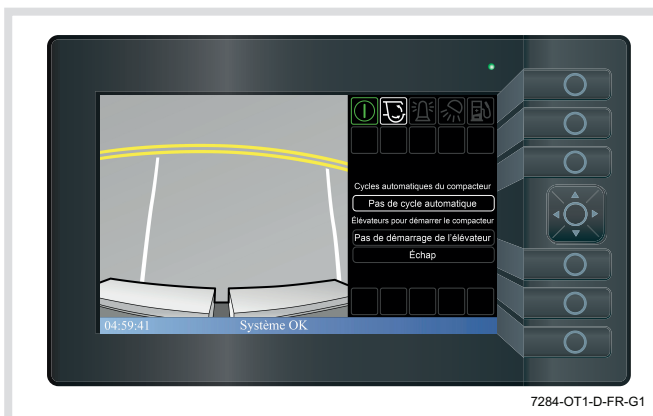 Cycles automatiques du compacteur
Pas de cycle automatique
Élévateurs pour démarrer le compacteur
Pas de démarrage de l'élévateur
Échap
04:59:41 Système OK
7284-OT1-D-FR-G1